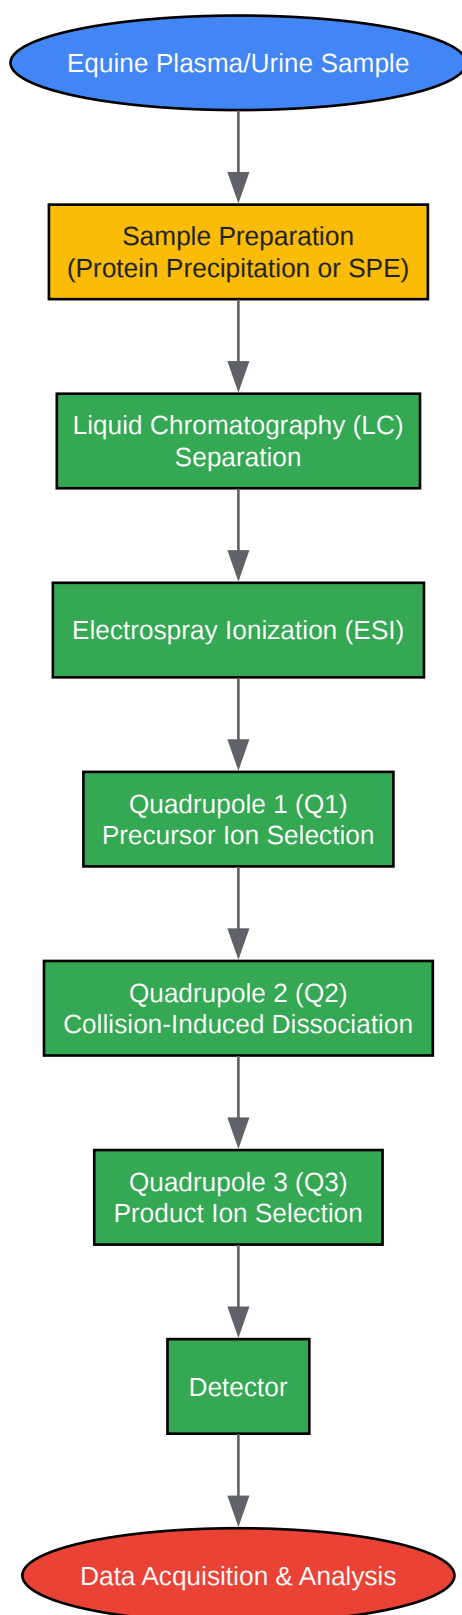 Equine Plasma/Urine Sample
Sample Preparation
(Protein Precipitation or SPE)
Liquid Chromatography (LC)
Separation
Electrospray Ionization (ESI)
Quadrupole 1 (Q1)
Precursor Ion Selection
Quadrupole 2 (Q2)
Collision-Induced Dissociation
Quadrupole 3 (Q3)
Product Ion Selection
Detector
Data Acquisition & Analysis